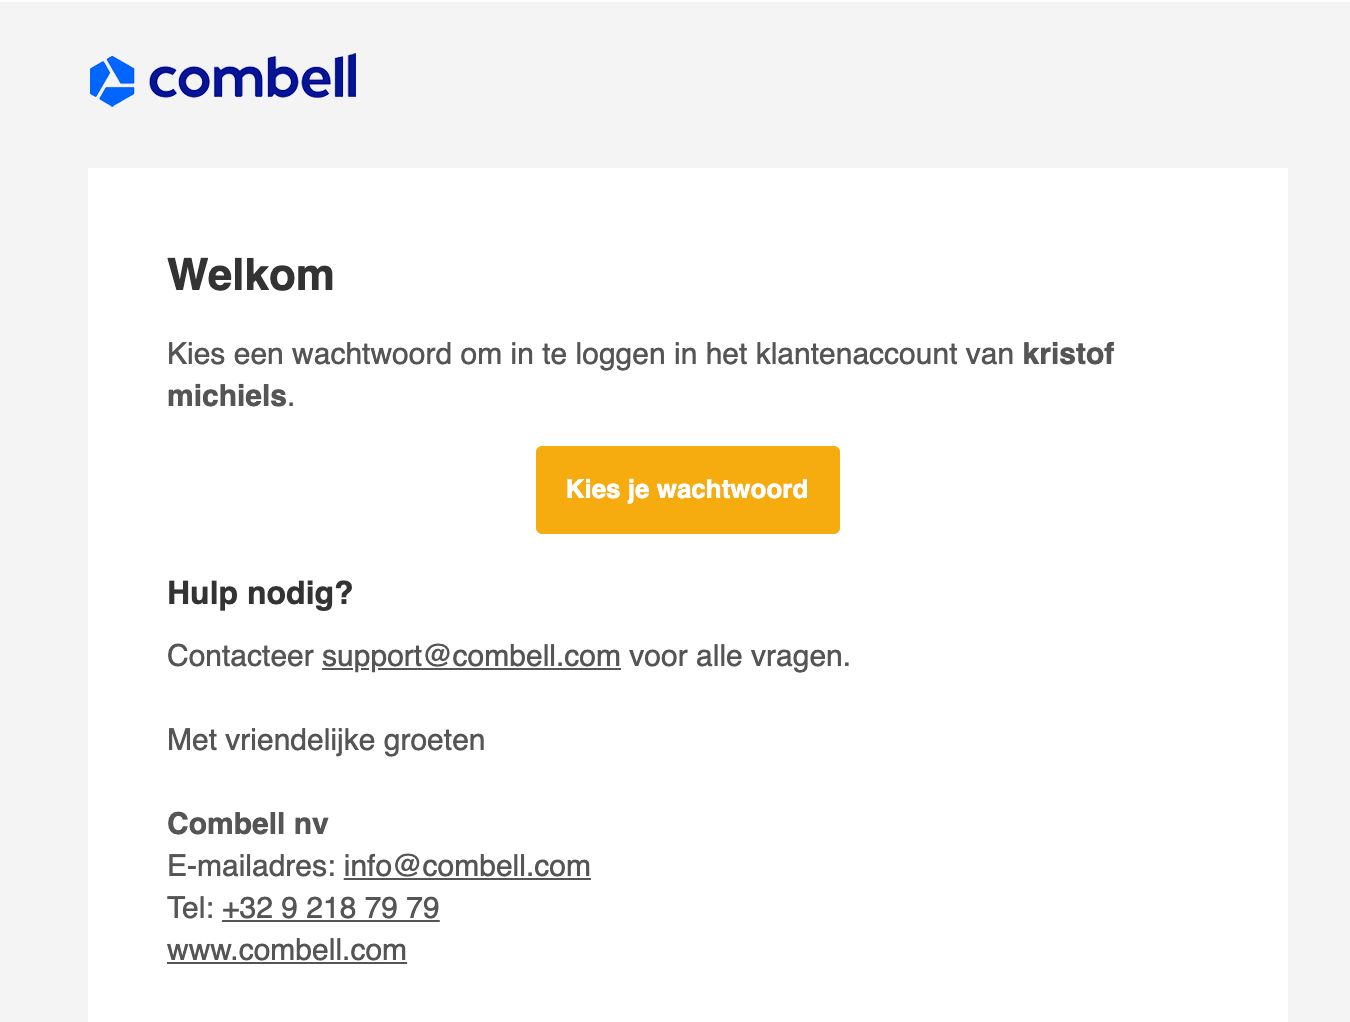 combell
Welkom
Kies een wachtwoord om in te loggen in het klantenaccount van kristof
michiels.
Kies je wachtwoord
Hulp nodig?
Contacteer support@combell.com voor alle vragen.
Met vriendelijke groeten
Combell nv
E-mailadres: info@combell.com
Tel: +32 9 218 79 79
www.combell.com